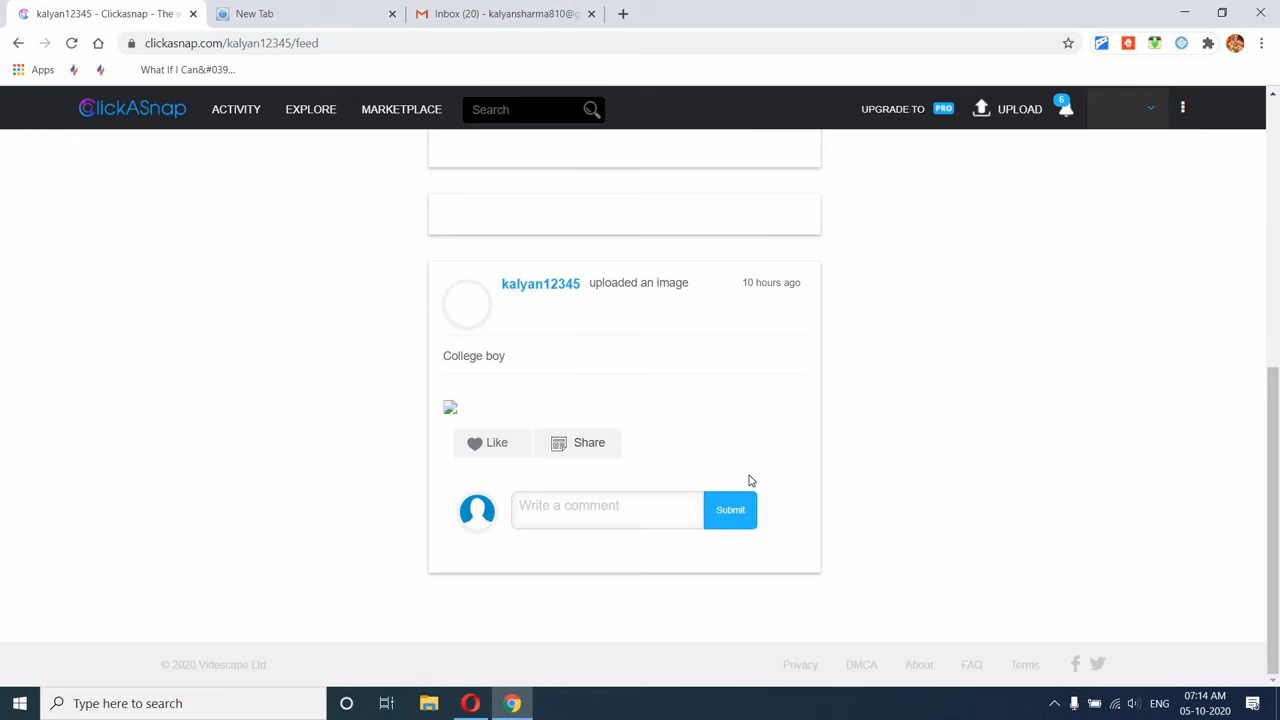 kalyan12345 - Clickasnap - The w
New Tab
Inbox (20) - kalyansharma810@g
clickasnap.com/kalyan12345/feed
Apps
What If I Can&#039...
ClickASnap
ACTIVITY
EXPLORE
MARKETPLACE
Search
UPGRADE TO PRO
UPLOAD
6
kalyan12345 uploaded an image
10 hours ago
College boy
Like
Share
Write a comment
Submit
© 2020 Videscape Ltd
Privacy
DMCA
About
FAQ
Terms
Type here to search
ENG
07:14 AM
05-10-2020